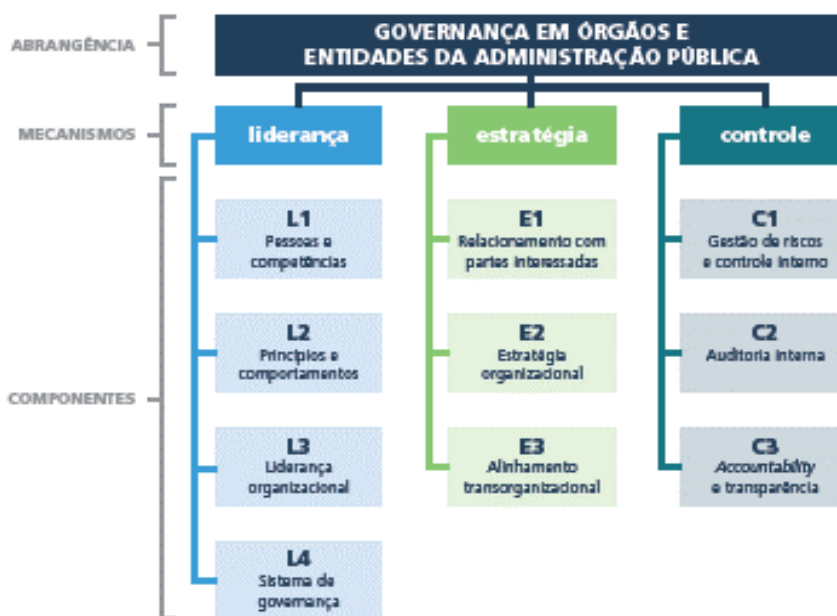 ABRANGÊNCIA
GOVERNANÇA EM ÓRGÃOS E
ENTIDADES DA ADMINISTRAÇÃO PÚBLICA
MECANISMOS
liderança
estratégia
controle
COMPONENTES
L1
Pessoas e
competências
E1
Relacionamento com
partes interessadas
C1
Gestão de riscos
e controle interno
L2
Princípios e
comportamentos
E2
Estratégia
organizacional
C2
Auditoria interna
L3
Liderança
organizacional
E3
Alinhamento
transorganizacional
C3
Accountability
e transparência
L4
Sistema de
governança